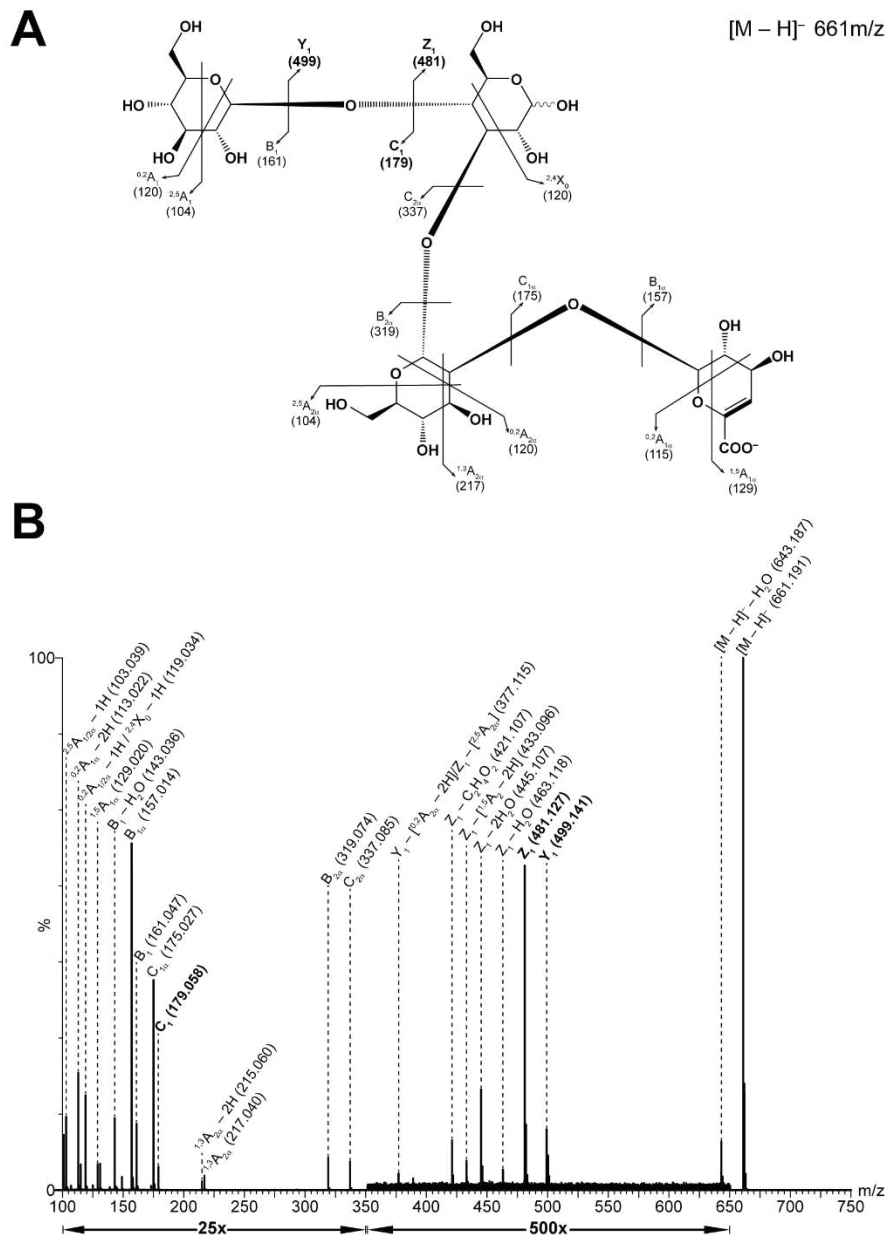 A
[M – H]⁻ 661m/z
OH
OH
Y₁
(499)
Z₁
(481)
O
O
HO
O
OH
HO
OH
OH
B₁
(161)
C₁
(179)
⁰,²A₁
(120)
²,⁵A₁
(104)
C₂α
(337)
²,⁴X₀
(120)
O
C₁α
(175)
B₁α
(157)
O
B₂α
(319)
OH
OH
O
O
²,⁵A₂α
(104)
HO
OH
OH
⁰,²A₂α
(120)
¹,³A₂α
(217)
⁰,²A₁α
(115)
COO⁻
¹,⁵A₁α
(129)
B
²,⁵A₁/₂α – 1H (103.039)
⁰,²A₁α – 2H (113.022)
⁰,²A₁/₂α – 1H / ²,⁴X₀ – 1H (119.034)
¹,⁵A₁α (129.020)
B₁ – H₂O (143.036)
B₁α (157.014)
B₁ (161.047)
C₁α (175.027)
C₁ (179.058)
¹,³A₂α – 2H (215.060)
¹,³A₂α (217.040)
B₂α (319.074)
C₂α (337.085)
Y₁ – [⁰,²A₂α – 2H]/Z₁ – [²,⁵A₂α] (377.115)
Z₁ – C₂H₄O₂ (421.107)
Z₁ – [¹,⁵A₂ – 2H] (433.096)
Z₁ – 2H₂O (445.107)
Z₁ – H₂O (463.118)
Z₁ (481.127)
Y₁ (499.141)
[M – H]⁻ – H₂O (643.187)
[M – H]⁻ (661.191)
100
%
0
100 150 200 250 300 350 400 450 500 550 600 650 700 750 m/z
25x 500x